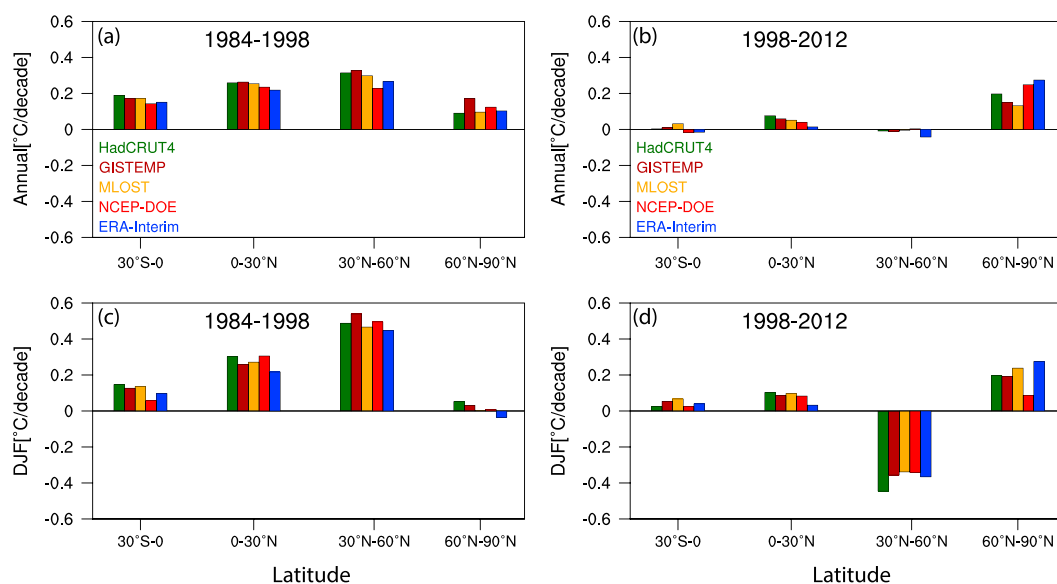 (a) 1984-1998
Annual[°C/decade]
0.6
0.4
0.2
0
-0.2
-0.4
-0.6
HadCRUT4
GISTEMP
MLOST
NCEP-DOE
ERA-Interim
30°S-0 0-30°N 30°N-60°N 60°N-90°N
(b) 1998-2012
Annual[°C/decade]
0.6
0.4
0.2
0
-0.2
-0.4
-0.6
HadCRUT4
GISTEMP
MLOST
NCEP-DOE
ERA-Interim
30°S-0 0-30°N 30°N-60°N 60°N-90°N
(c) 1984-1998
DJF[°C/decade]
0.6
0.4
0.2
0
-0.2
-0.4
-0.6
30°S-0 0-30°N 30°N-60°N 60°N-90°N
Latitude
(d) 1998-2012
DJF[°C/decade]
0.6
0.4
0.2
0
-0.2
-0.4
-0.6
30°S-0 0-30°N 30°N-60°N 60°N-90°N
Latitude